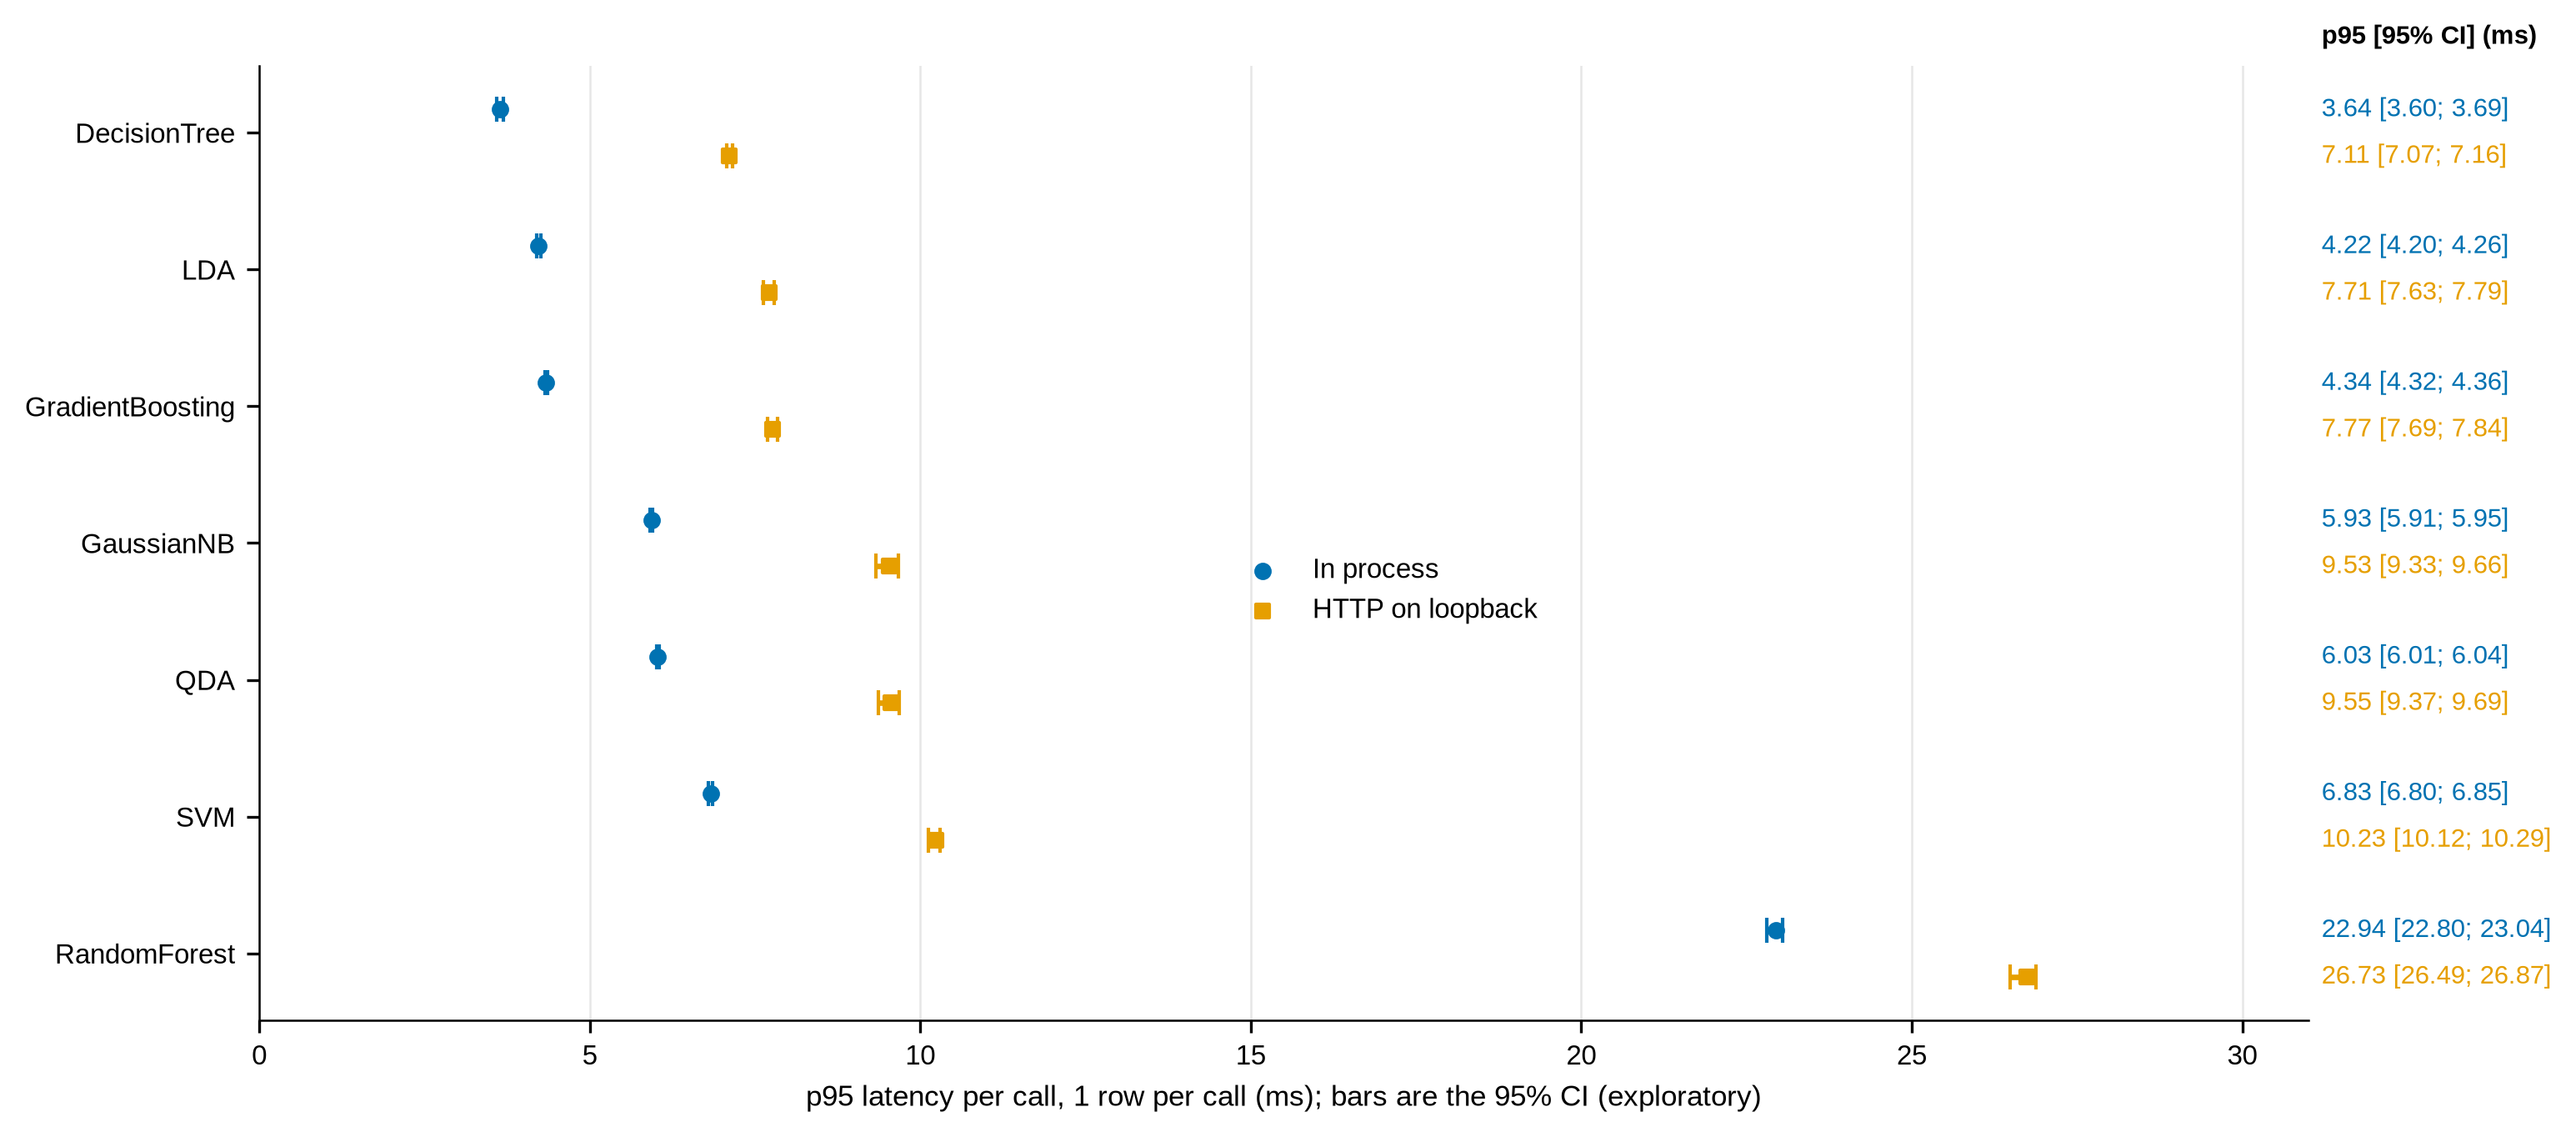 p95 [95% CI] (ms)
DecisionTree
3.64 [3.60; 3.69]
7.11 [7.07; 7.16]
LDA
4.22 [4.20; 4.26]
7.71 [7.63; 7.79]
GradientBoosting
4.34 [4.32; 4.36]
7.77 [7.69; 7.84]
GaussianNB
5.93 [5.91; 5.95]
9.53 [9.33; 9.66]
In process
HTTP on loopback
QDA
6.03 [6.01; 6.04]
9.55 [9.37; 9.69]
SVM
6.83 [6.80; 6.85]
10.23 [10.12; 10.29]
RandomForest
22.94 [22.80; 23.04]
26.73 [26.49; 26.87]
0 5 10 15 20 25 30
p95 latency per call, 1 row per call (ms); bars are the 95% CI (exploratory)